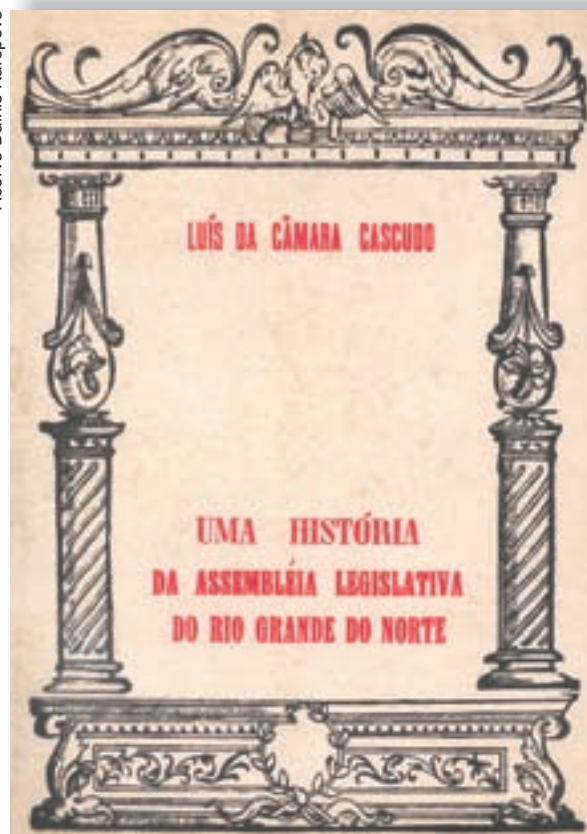 LUÍS DA CÂMARA CASCUDO
UMA HISTÓRIA
DA ASSEMBLÉIA LEGISLATIVA
DO RIO GRANDE DO NORTE